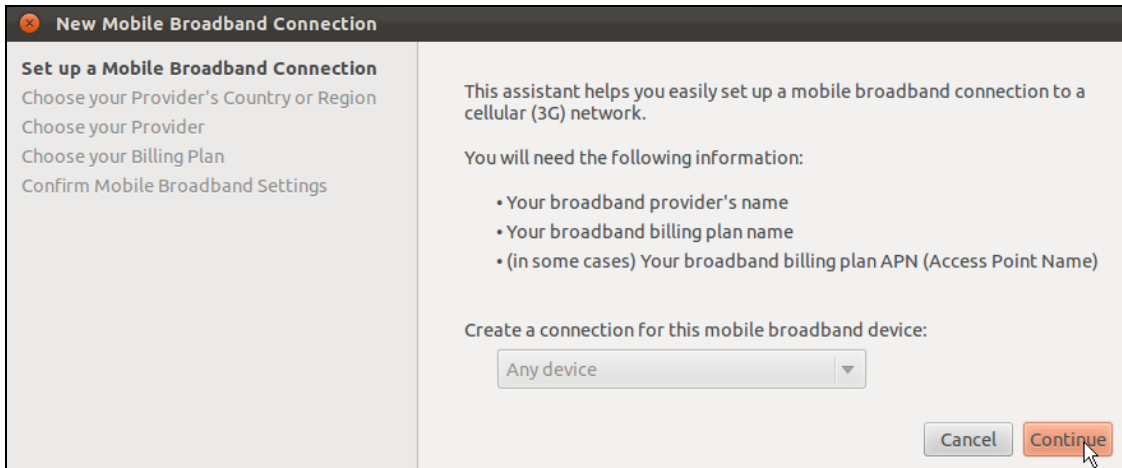 New Mobile Broadband Connection
Set up a Mobile Broadband Connection
Choose your Provider's Country or Region
Choose your Provider
Choose your Billing Plan
Confirm Mobile Broadband Settings
This assistant helps you easily set up a mobile broadband connection to a
cellular (3G) network.
You will need the following information:
• Your broadband provider's name
• Your broadband billing plan name
• (in some cases) Your broadband billing plan APN (Access Point Name)
Create a connection for this mobile broadband device:
Any device
Cancel Continue